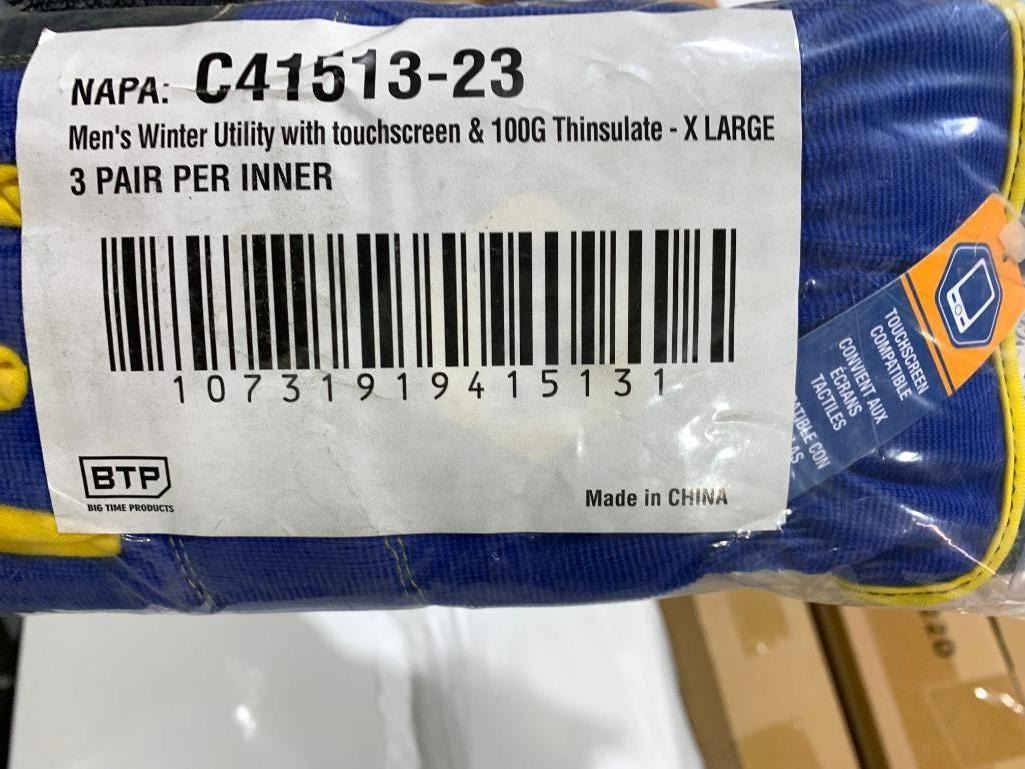 NAPA: C41513-23
Men's Winter Utility with touchscreen & 100G Thinsulate - X LARGE
3 PAIR PER INNER
10731919415131
BTP
BIG TIME PRODUCTS
Made in CHINA
TOUCHSCREEN
COMPATIBLE
CONVIENT AUX
ÉCRANS
TACTILES
CON